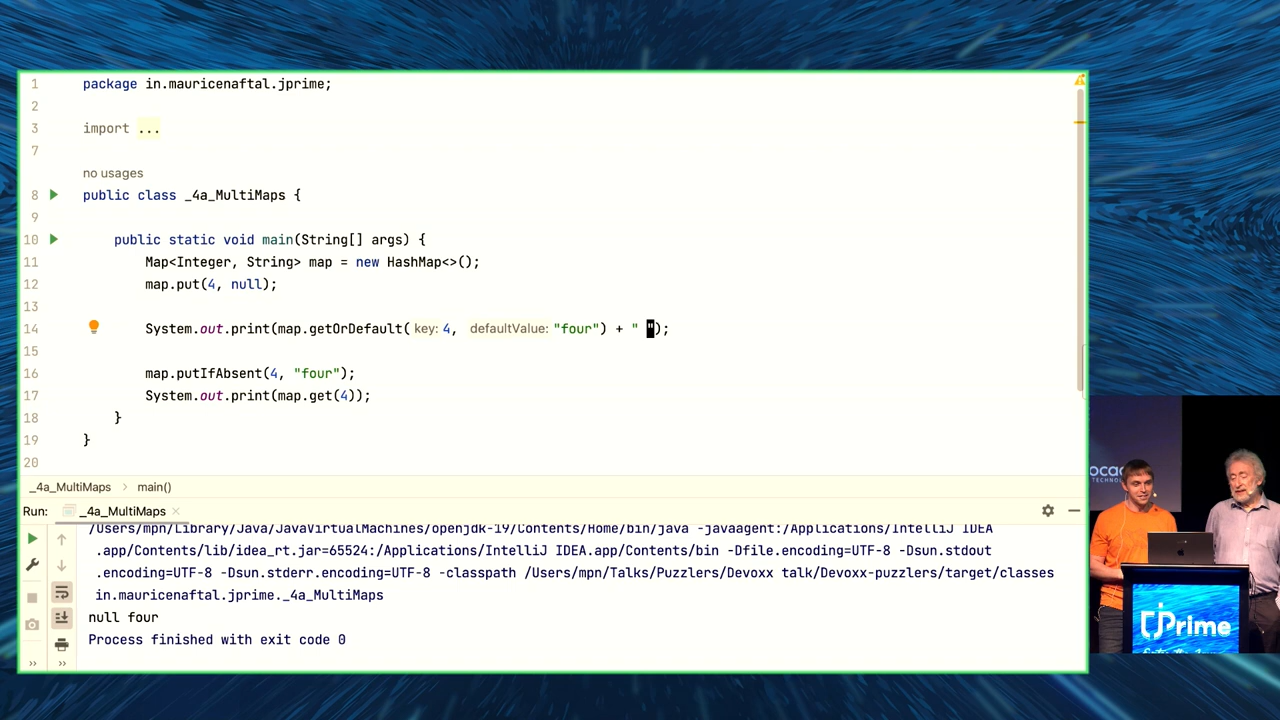 1 package in.mauricenaftal.jprime;
2
3 import ...
7
no usages
8 public class _4a_MultiMaps {
9
10 public static void main(String[] args) {
11 Map<Integer, String> map = new HashMap<>();
12 map.put(4, null);
13
14 System.out.print(map.getOrDefault( key: 4, defaultValue: "four") + " ");
15
16 map.putIfAbsent(4, "four");
17 System.out.print(map.get(4));
18 }
19 }
20
_4a_MultiMaps > main()
Run: _4a_MultiMaps ×
/Users/mpn/Library/Java/JavaVirtualMachines/openjdk-19/Contents/Home/bin/java -javaagent:/Applications/IntelliJ IDEA
.app/Contents/lib/idea_rt.jar=65524:/Applications/IntelliJ IDEA.app/Contents/bin -Dfile.encoding=UTF-8 -Dsun.stdout
.encoding=UTF-8 -Dsun.stderr.encoding=UTF-8 -classpath /Users/mpn/Talks/Puzzlers/Devoxx talk/Devoxx-puzzlers/target/classes
in.mauricenaftal.jprime._4a_MultiMaps
null four
Process finished with exit code 0
jPrime